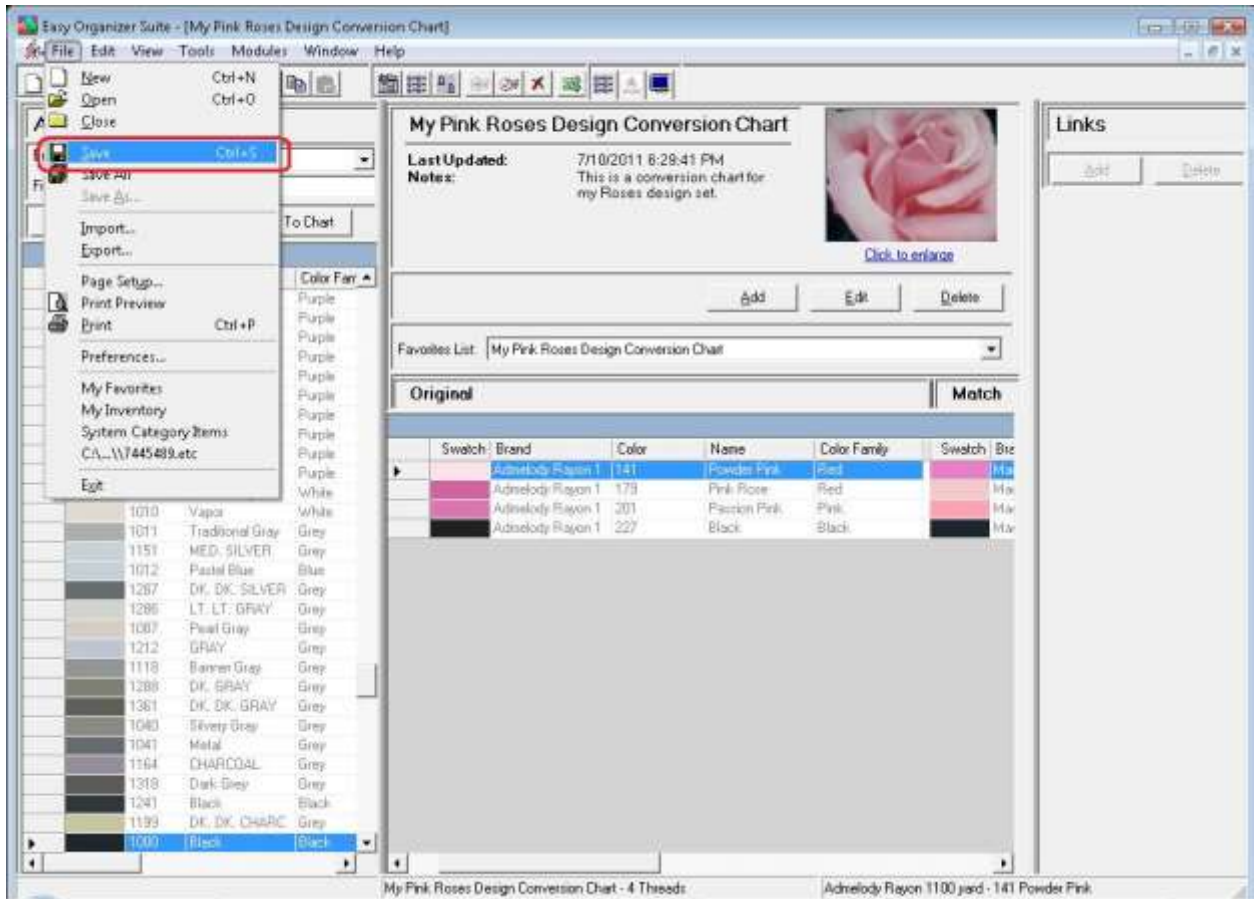 Easy Organizer Suite - [My Pink Roses Design Conversion Chart]
File Edit View Tools Modules Window Help
New Ctrl+N
Open Ctrl+O
Close
Save Ctrl+S
Save All
Save As...
Import...
Export...
Page Setup...
Print Preview
Print Ctrl+P
Preferences...
My Favorites
My Inventory
System Category Items
C:\...\\7445489.etc
Exit
To Chart
Color Fam
Purple
Purple
Purple
Purple
Purple
Purple
Purple
Purple
Purple
Purple
White
1010 Vapor White
1011 Traditional Gray Grey
1151 MED. SILVER Grey
1012 Pastel Blue Blue
1287 DK. DK. SILVER Grey
1286 LT. LT. GRAY Grey
1087 Pearl Gray Grey
1212 GRAY Grey
1118 Banner Gray Grey
1288 DK. GRAY Grey
1361 DK. DK. GRAY Grey
1040 Silvery Gray Grey
1041 Metal Grey
1164 CHARCOAL Grey
1318 Dark Grey Grey
1241 Black Black
1199 DK. DK. CHARC Grey
1000 Black Black
My Pink Roses Design Conversion Chart
Last Updated: 7/10/2011 6:29:41 PM
Notes: This is a conversion chart for
my Roses design set.
Click to enlarge
Add Edit Delete
Favorites List My Pink Roses Design Conversion Chart
Original Match
Swatch Brand Color Name Color Family Swatch Bra
Admelody Rayon 1 141 Powder Pink Red Ma
Admelody Rayon 1 179 Pink Rose Red Ma
Admelody Rayon 1 201 Passion Pink Pink Ma
Admelody Rayon 1 227 Black Black Ma
Links
Add Delete
My Pink Roses Design Conversion Chart - 4 Threads
Admelody Rayon 1100 yard - 141 Powder Pink